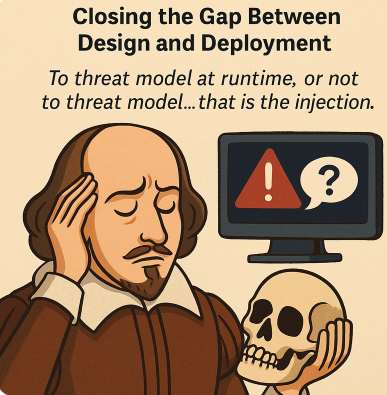 Closing the Gap Between
Design and Deployment
To threat model at runtime, or not
to threat model...that is the injection.
!
?